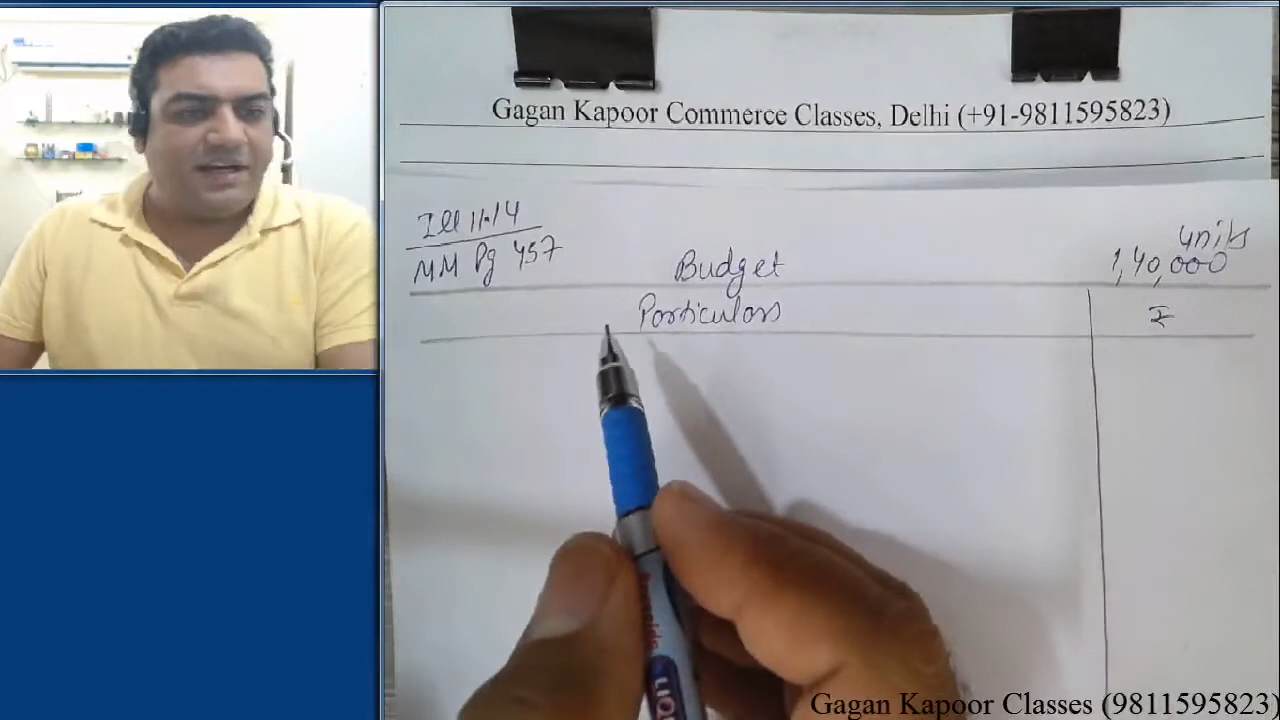 Gagan Kapoor Commerce Classes, Delhi (+91-9811595823)
Ill 11.14
MM Pg 457
Budget
units
1,40,000
Particulars
₹
Gagan Kapoor Classes (9811595823)